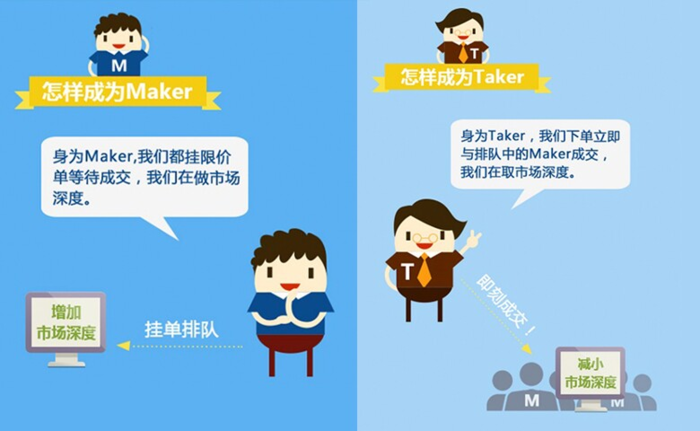 M
怎样成为Maker
身为Maker,我们都挂限价
单等待成交，我们在做市场
深度。
增加
市场深度
挂单排队
T
怎样成为Taker
身为Taker，我们下单立即
与排队中的Maker成交，
我们在取市场深度。
T
即刻成交！
减小
市场深度
M
M